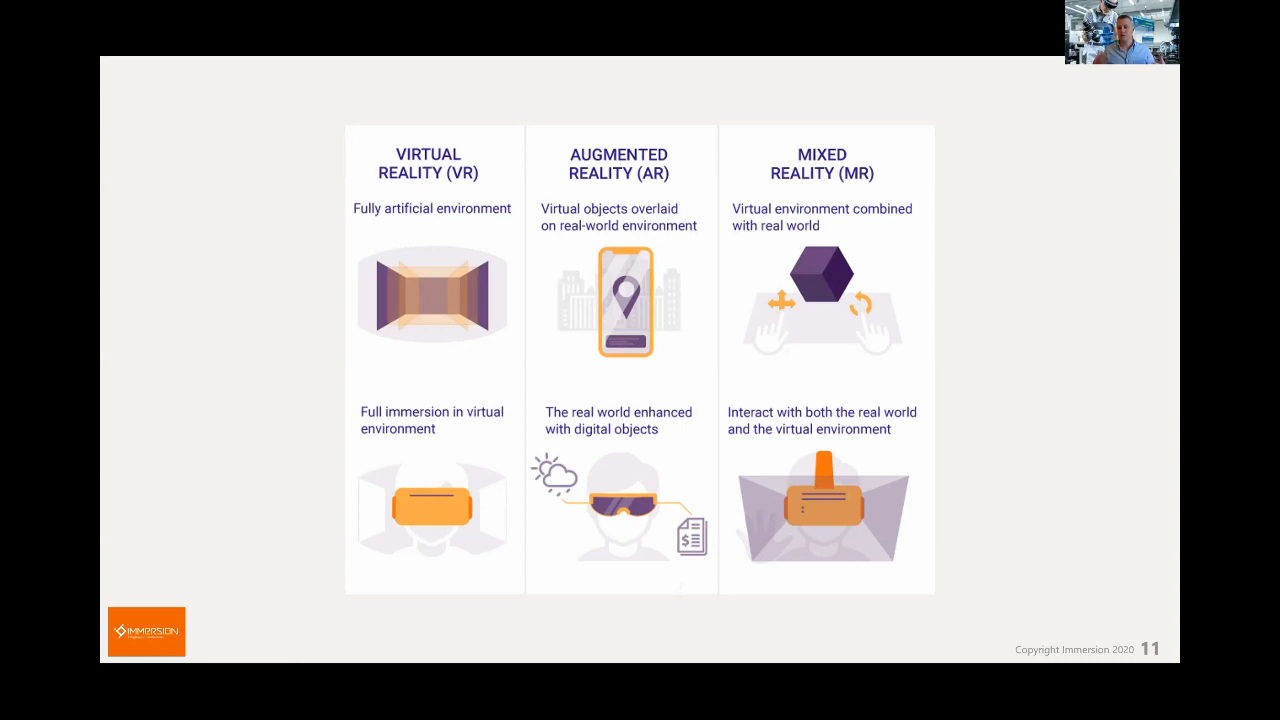 VIRTUAL
REALITY (VR)
Fully artificial environment
Full immersion in virtual
environment
AUGMENTED
REALITY (AR)
Virtual objects overlaid
on real-world environment
The real world enhanced
with digital objects
$
MIXED
REALITY (MR)
Virtual environment combined
with real world
Interact with both the real world
and the virtual environment
IMMERSION
Copyright Immersion 2020 11